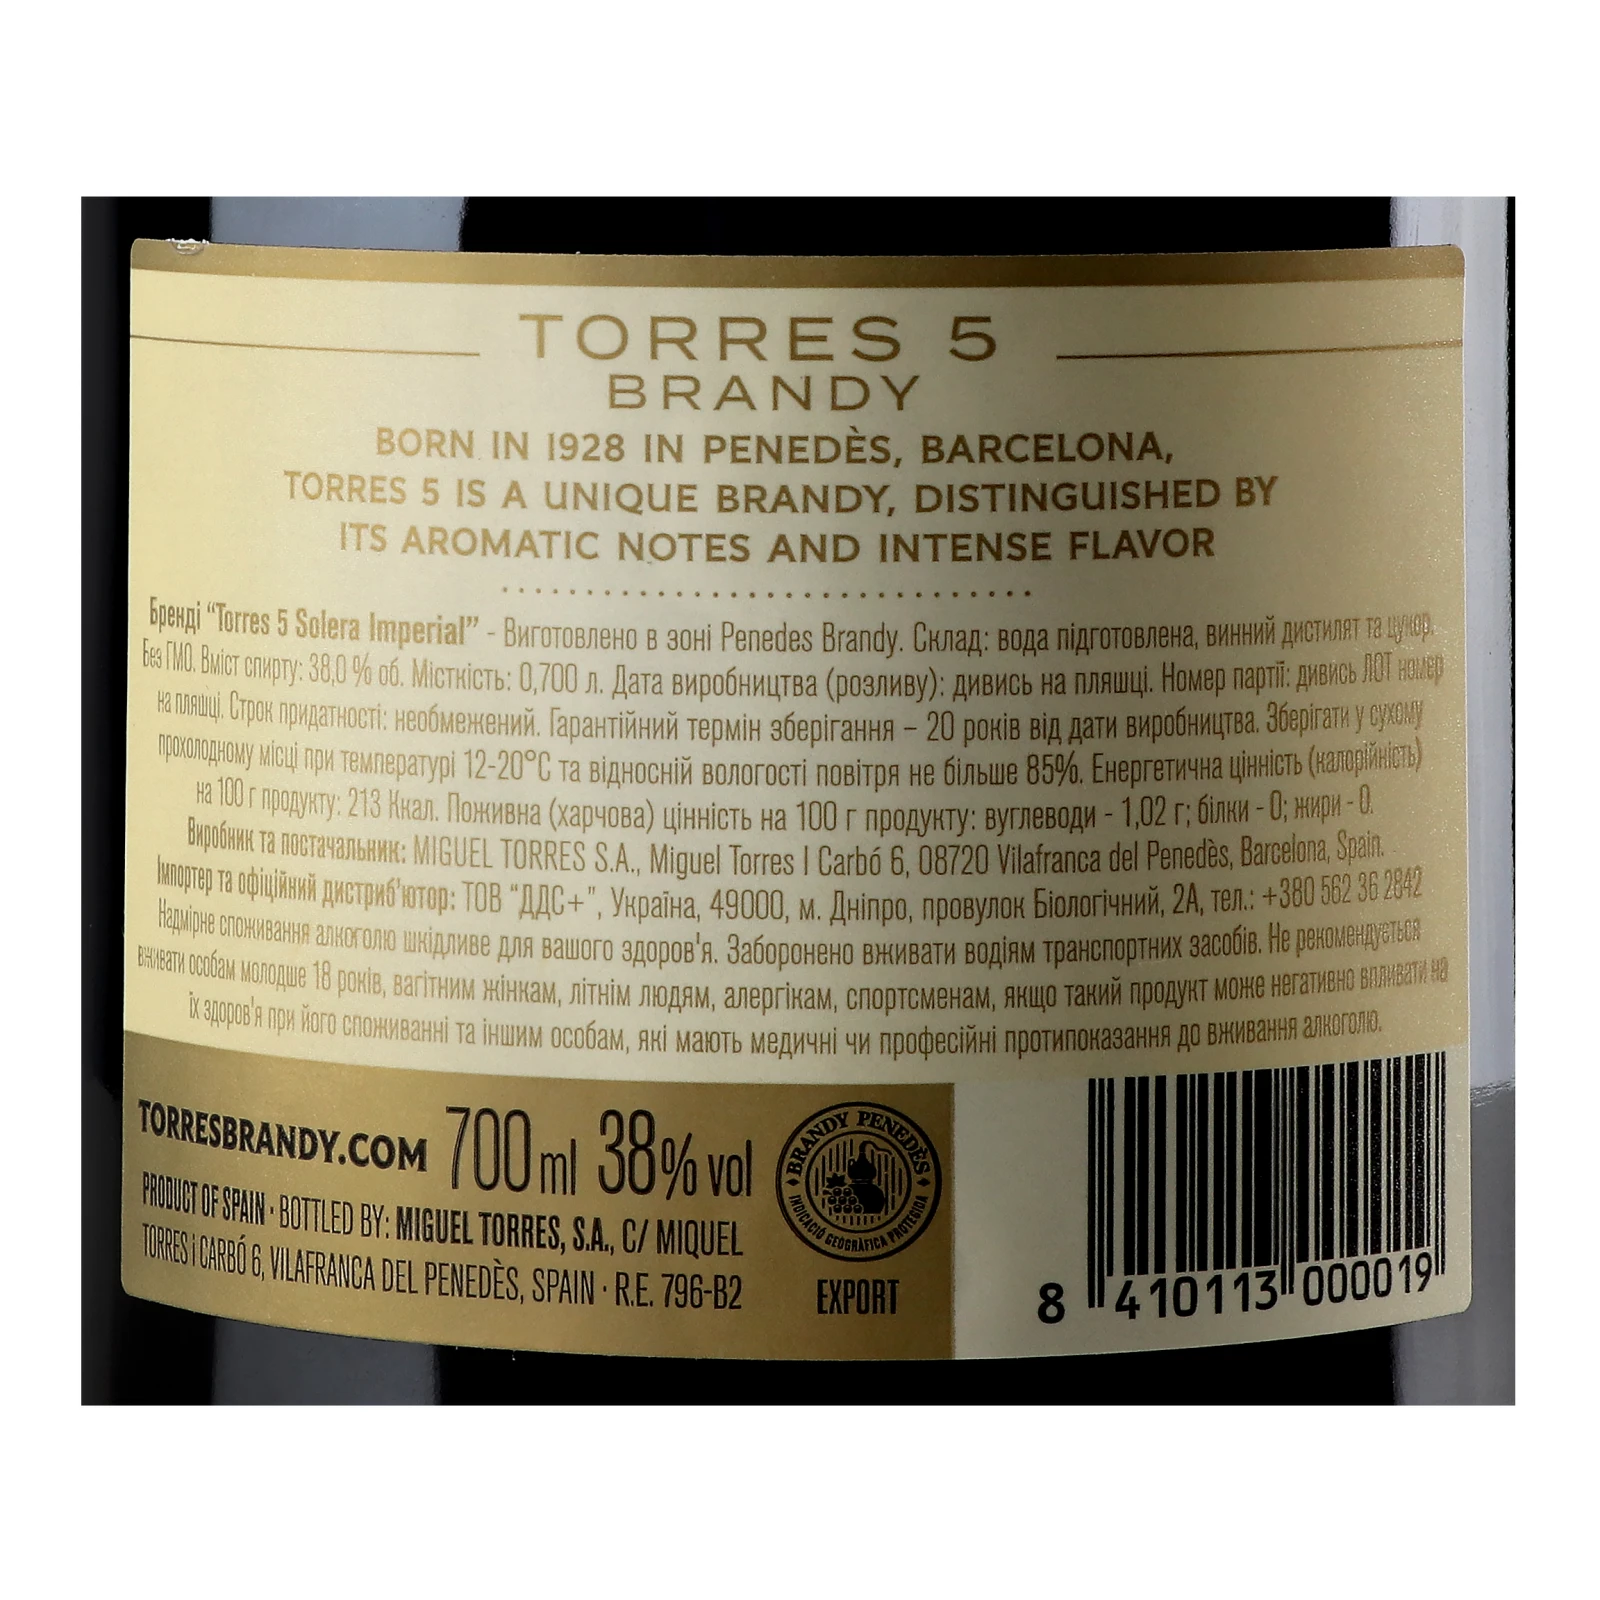 TORRES 5
BRANDY
BORN IN 1928 IN PENEDÈS, BARCELONA,
TORRES 5 IS A UNIQUE BRANDY, DISTINGUISHED BY
ITS AROMATIC NOTES AND INTENSE FLAVOR
Бренді “Torres 5 Solera Imperial” - Виготовлено в зоні Penedes Brandy. Склад: вода підготовлена, винний дистилят та цукор.
Без ГМО. Вміст спирту: 38,0 % об. Місткість: 0,700 л. Дата виробництва (розливу): дивись на пляшці. Номер партії: дивись ЛОТ номер
на пляшці. Строк придатності: необмежений. Гарантійний термін зберігання – 20 років від дати виробництва. Зберігати у сухому
прохолодному місці при температурі 12-20°C та відносній вологості повітря не більше 85%. Енергетична цінність (калорійність)
на 100 г продукту: 213 Ккал. Поживна (харчова) цінність на 100 г продукту: вуглеводи - 1,02 г; білки - 0; жири - 0.
Виробник та постачальник: MIGUEL TORRES S.A., Miguel Torres I Carbó 6, 08720 Vilafranca del Penedès, Barcelona, Spain.
Імпортер та офіційний дистриб'ютор: ТОВ “ДДС+”, Україна, 49000, м. Дніпро, провулок Біологічний, 2А, тел.: +380 562 36 2842
Надмірне споживання алкоголю шкідливе для вашого здоров'я. Заборонено вживати водіям транспортних засобів. Не рекомендується
вживати особам молодше 18 років, вагітним жінкам, літнім людям, алергікам, спортсменам, якщо такий продукт може негативно впливати на
їх здоров'я при його споживанні та іншим особам, які мають медичні чи професійні протипоказання до вживання алкоголю.
TORRESBRANDY.COM 700 ml 38% vol
PRODUCT OF SPAIN · BOTTLED BY: MIGUEL TORRES, S.A., C/ MIQUEL
TORRES i CARBÓ 6, VILAFRANCA DEL PENEDÈS, SPAIN · R.E. 796-B2
BRANDY PENEDÈS
INDICACIÓ GEOGRÀFICA PROTEGIDA
EXPORT
8 410113 000019